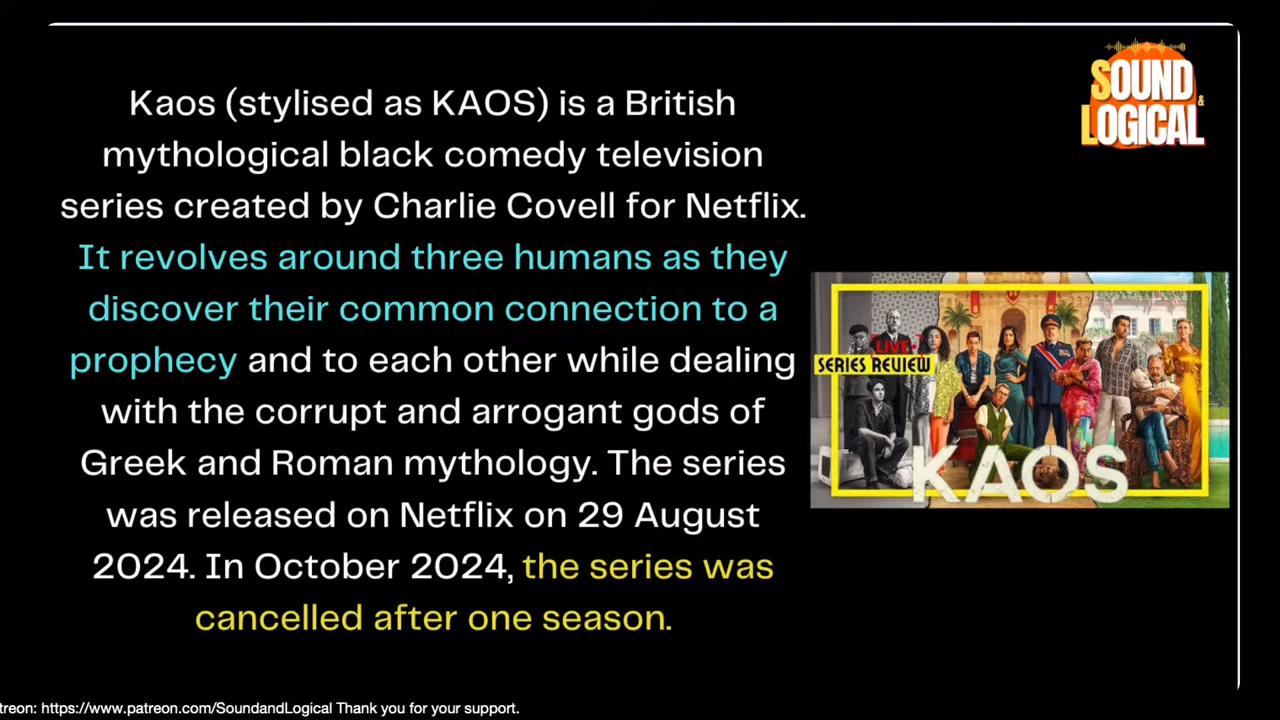 Kaos (stylised as KAOS) is a British
mythological black comedy television
series created by Charlie Covell for Netflix.
It revolves around three humans as they
discover their common connection to a
prophecy and to each other while dealing
with the corrupt and arrogant gods of
Greek and Roman mythology. The series
was released on Netflix on 29 August
2024. In October 2024, the series was
cancelled after one season.
SOUND
&
LOGICAL
LIVE
SERIES REVIEW
KAOS
treon: https://www.patreon.com/SoundandLogical Thank you for your support.